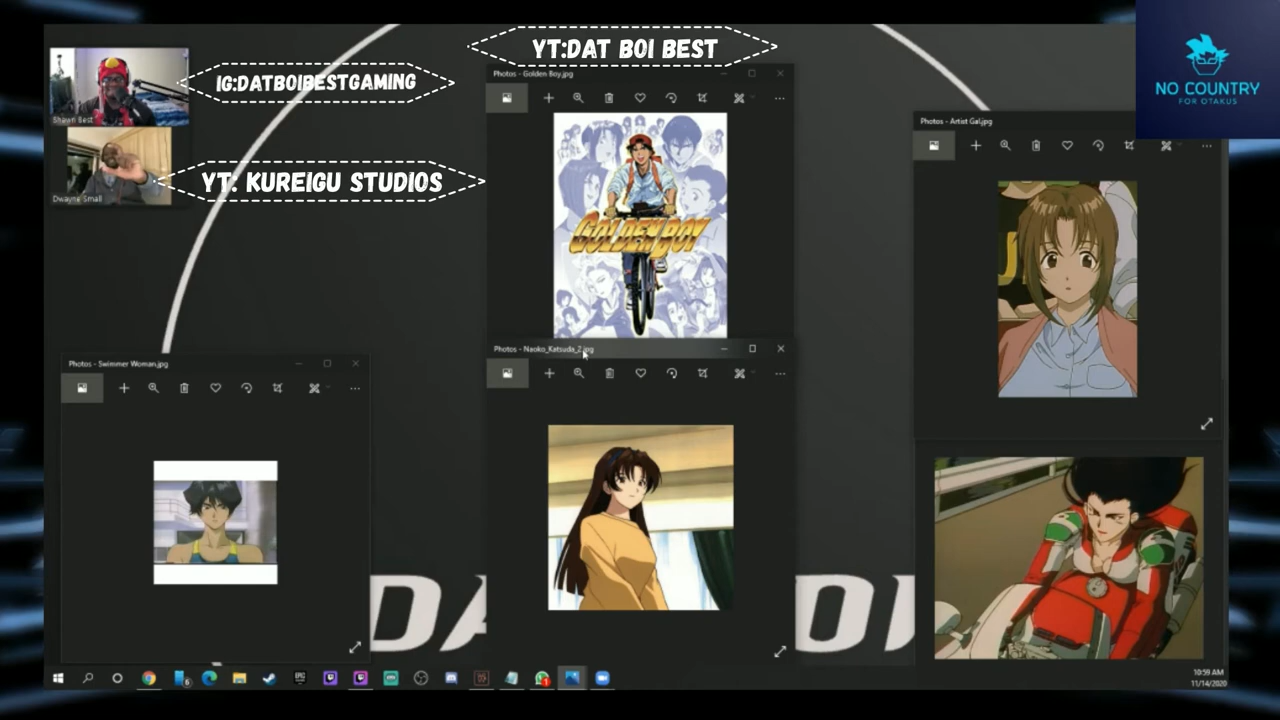 YT:DAT BOI BEST
NO COUNTRY
FOR OTAKUS
IG:DATBOIBESTGAMING
Shawn Best
YT: KUREIGU STUDIOS
Dwayne Small
Photos - Golden Boy.jpg
GOLDEN BOY
Photos - Artist Gal.jpg
Photos - Swimmer Woman.jpg
Photos - Naoko_Katsuda_2.jpg
DA
10:59 AM
11/14/2020